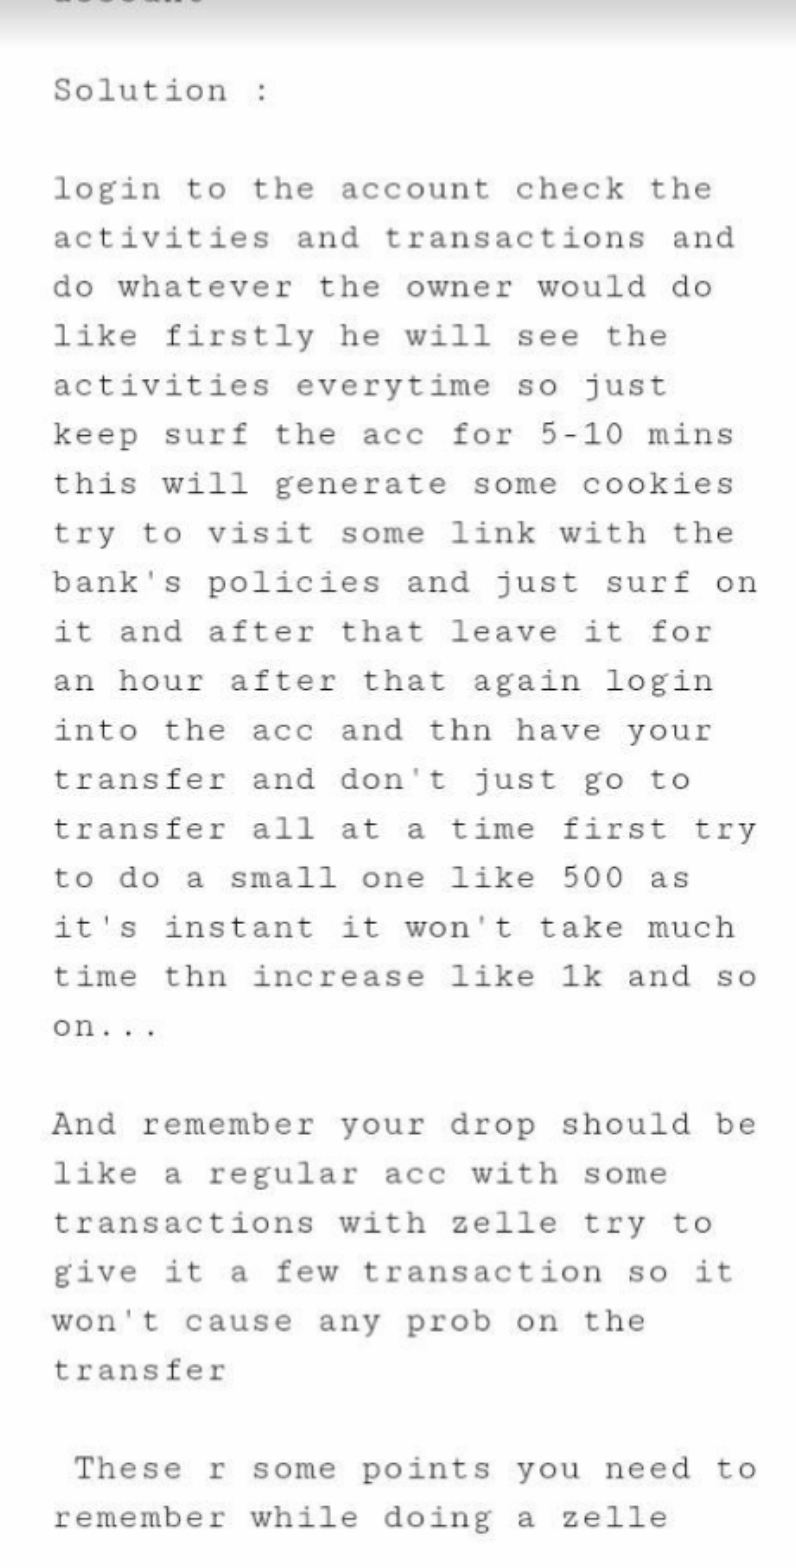 Solution :
login to the account check the
activities and transactions and
do whatever the owner would do
like firstly he will see the
activities everytime so just
keep surf the acc for 5-10 mins
this will generate some cookies
try to visit some link with the
bank's policies and just surf on
it and after that leave it for
an hour after that again login
into the acc and thn have your
transfer and don't just go to
transfer all at a time first try
to do a small one like 500 as
it's instant it won't take much
time thn increase like 1k and so
on...
And remember your drop should be
like a regular acc with some
transactions with zelle try to
give it a few transaction so it
won't cause any prob on the
transfer
These r some points you need to
remember while doing a zelle